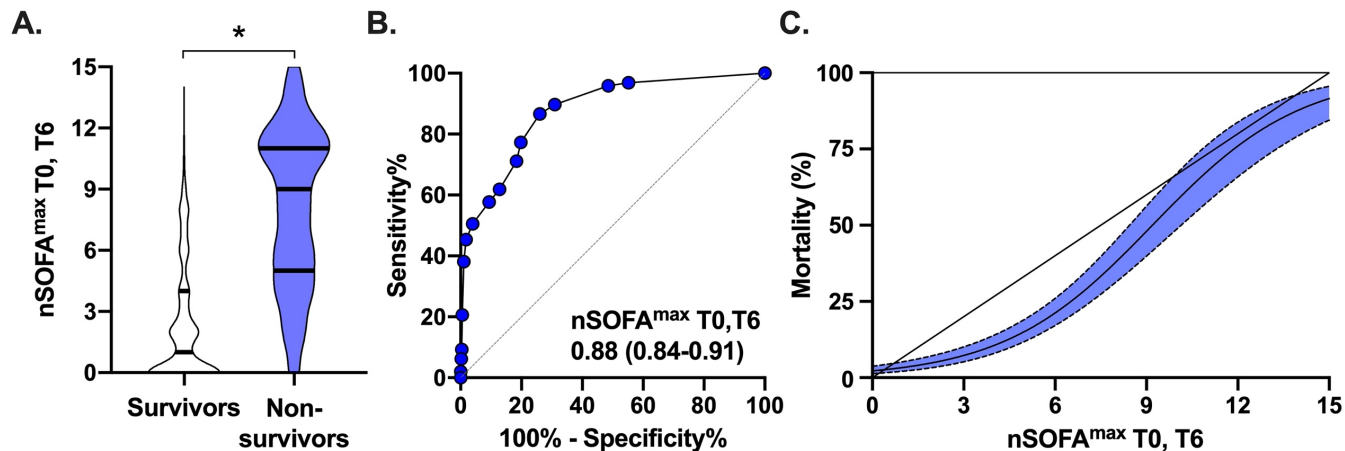 A.
*
nSOFAmax T0, T6
15
12
9
6
3
0
Survivors
Non-
survivors
B.
Sensitivity%
100
80
60
40
20
0
nSOFAmax T0,T6
0.88 (0.84-0.91)
0 20 40 60 80 100
100% - Specificity%
C.
Mortality (%)
100
75
50
25
0
0 3 6 9 12 15
nSOFAmax T0, T6